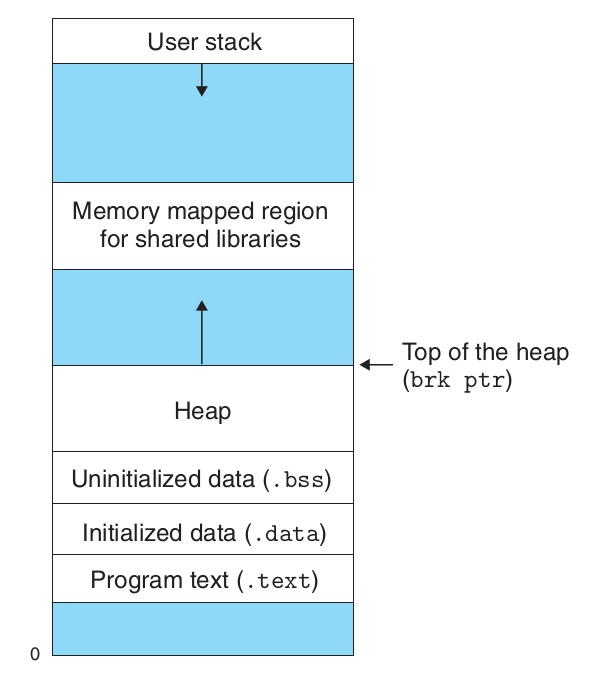 User stack
Memory mapped region
for shared libraries
Top of the heap
(brk ptr)
Heap
Uninitialized data (.bss)
Initialized data (.data)
Program text (.text)
0